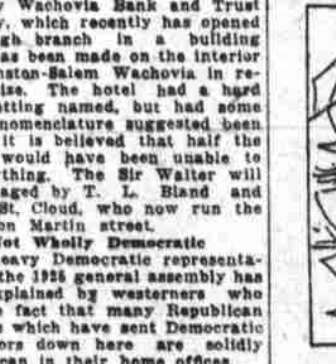 Wachovia Bank and Trust
, which recently has opened
gh branch in a building
as been made on the interior
nston-Salem Wachovia in re-
ize. The hotel had a hard
tting named, but had some
nomenclature suggested been
it is believed that half the
would have been unable to
thing. The Sir Walter will
aged by T. L. Bland and
St. Cloud, who now run the
on Martin street.
ot Wholly Democratic
eavy Democratic representa-
the 1925 general assembly has
xplained by westerners who
e fact that many Republican
s which have sent Democratic
ors down here are solidly
can in their home offices.